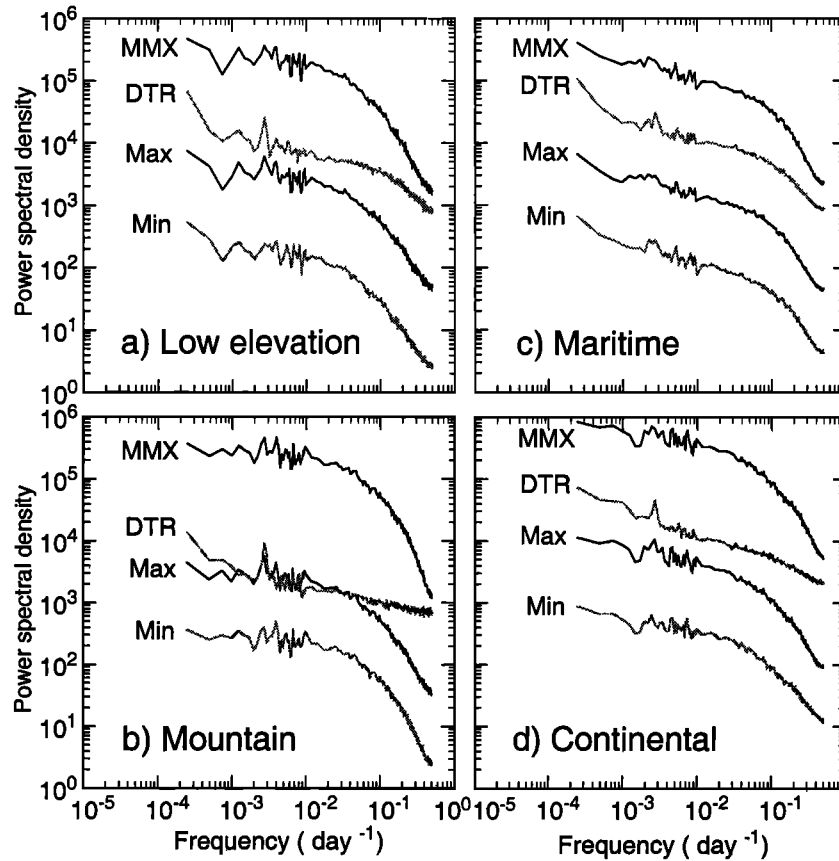 10^6
10^5
10^4
10^3
10^2
10^1
10^0
Power spectral density
MMX
DTR
Max
Min
a) Low elevation
MMX
DTR
Max
Min
c) Maritime
10^6
10^5
10^4
10^3
10^2
10^1
10^0
Power spectral density
MMX
DTR
Max
Min
b) Mountain
MMX
DTR
Max
Min
d) Continental
10^-5 10^-4 10^-3 10^-2 10^-1 10^0
10^-5 10^-4 10^-3 10^-2 10^-1
Frequency ( day^-1)
Frequency ( day^-1)